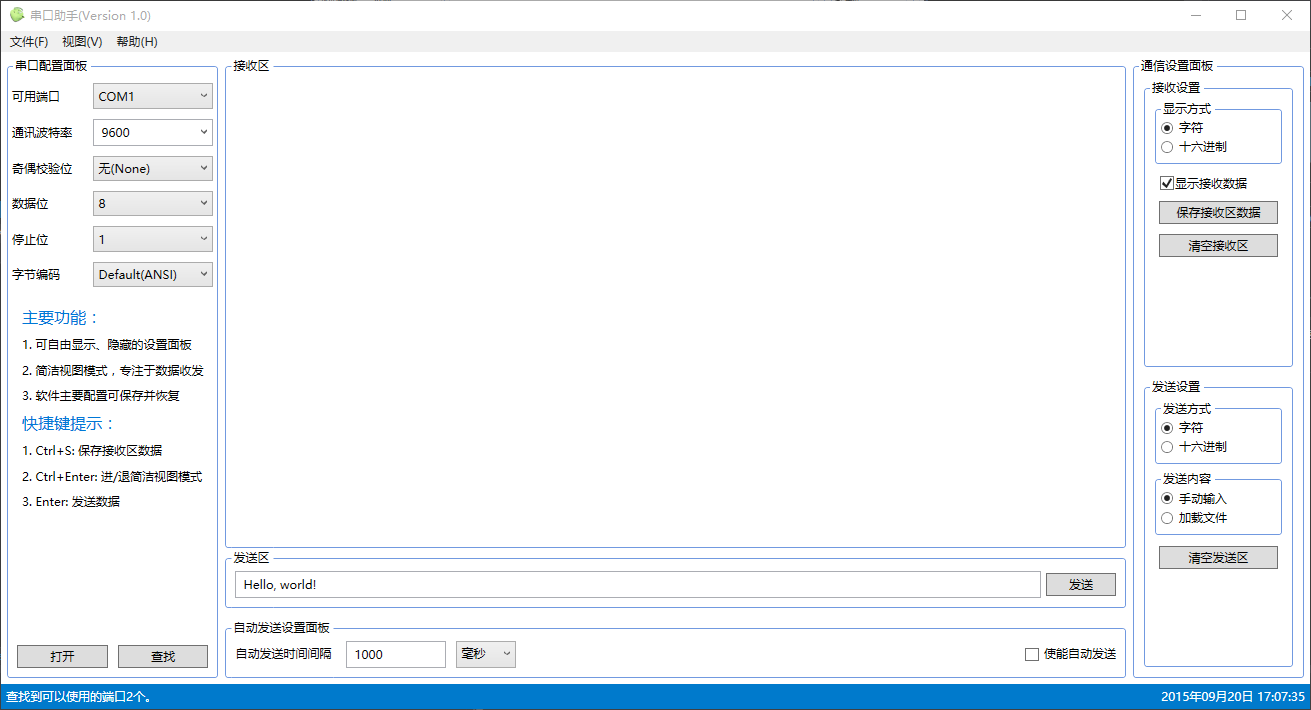 串口助手(Version 1.0)
文件(F) 视图(V) 帮助(H)
串口配置面板
可用端口 COM1
通讯波特率 9600
奇偶校验位 无(None)
数据位 8
停止位 1
字节编码 Default(ANSI)
主要功能：
1. 可自由显示、隐藏的设置面板
2. 简洁视图模式，专注于数据收发
3. 软件主要配置可保存并恢复
快捷键提示：
1. Ctrl+S: 保存接收区数据
2. Ctrl+Enter: 进/退简洁视图模式
3. Enter: 发送数据
打开 查找
接收区
发送区
Hello, world! 发送
自动发送设置面板
自动发送时间间隔 1000 毫秒 使能自动发送
通信设置面板
接收设置
显示方式
字符
十六进制
显示接收数据
保存接收区数据
清空接收区
发送设置
发送方式
字符
十六进制
发送内容
手动输入
加载文件
清空发送区
查找到可以使用的端口2个。 2015年09月20日 17:07:35